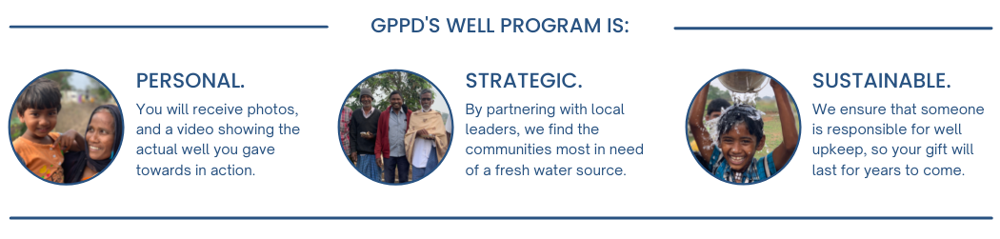 GPPD'S WELL PROGRAM IS:
PERSONAL.
You will receive photos,
and a video showing the
actual well you gave
towards in action.
STRATEGIC.
By partnering with local
leaders, we find the
communities most in need
of a fresh water source.
SUSTAINABLE.
We ensure that someone
is responsible for well
upkeep, so your gift will
last for years to come.